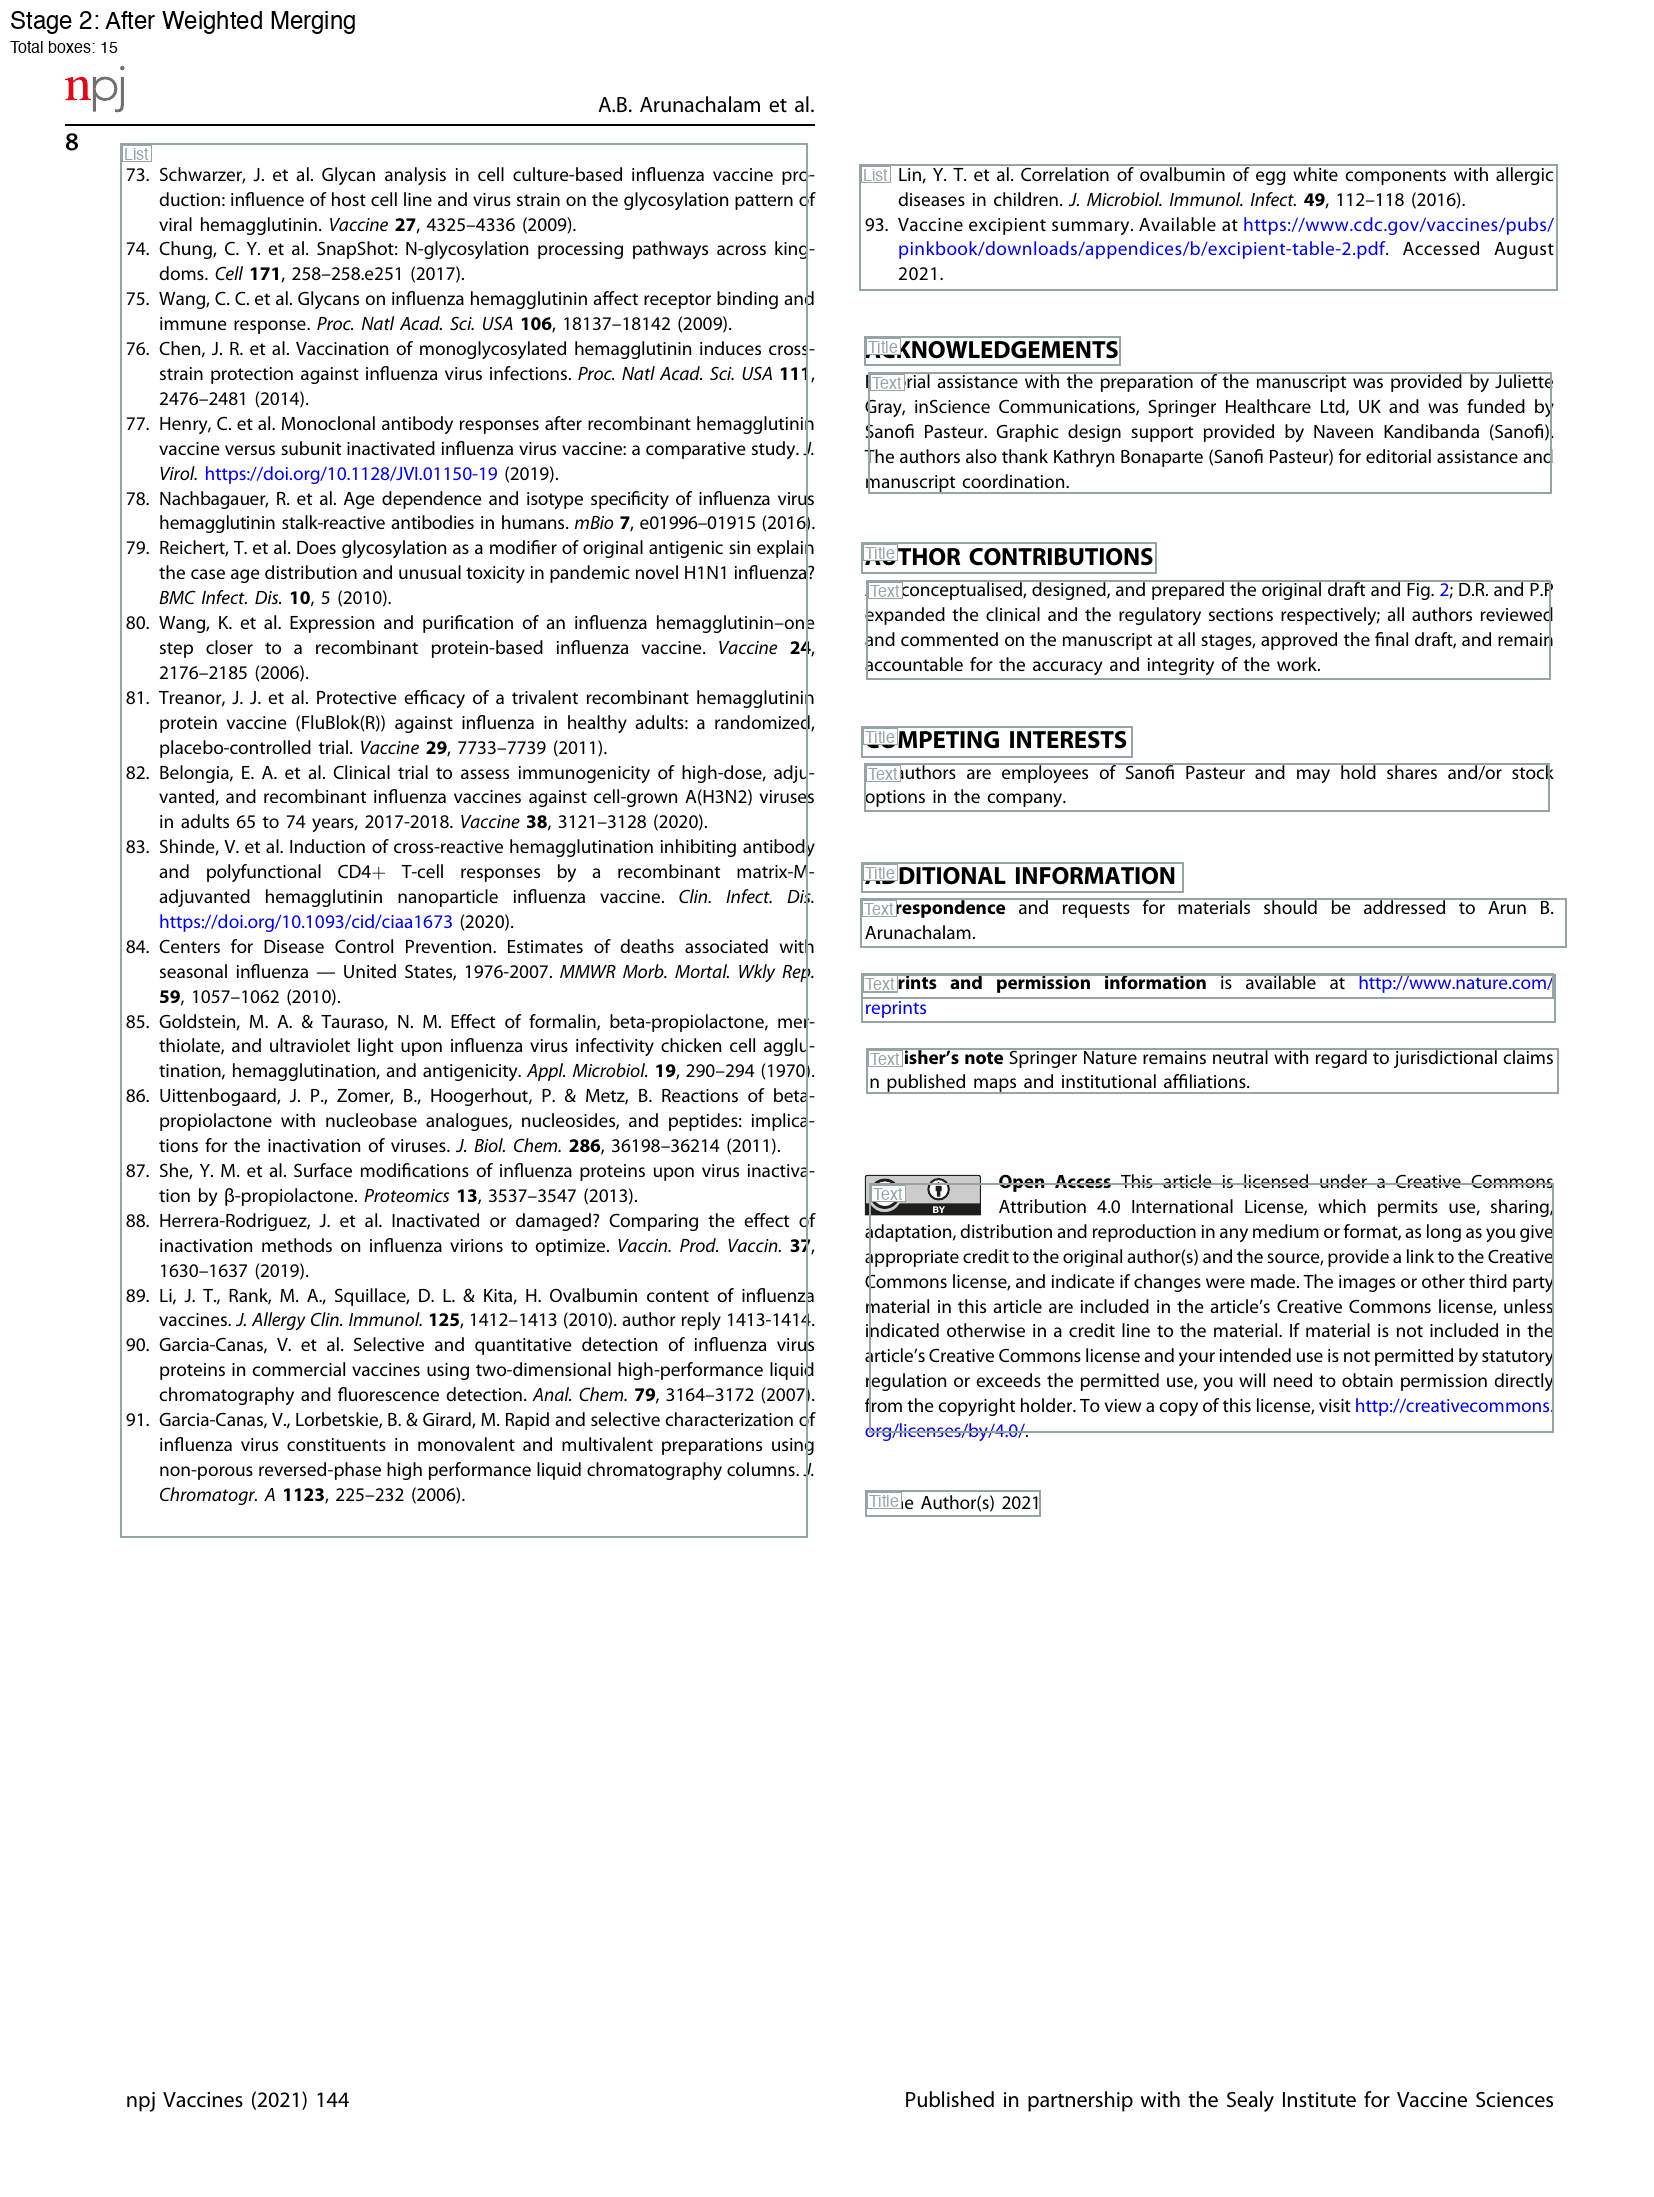 Stage 2: After Weighted Merging
Total boxes: 15
npj
A.B. Arunachalam et al.
8
List
73. Schwarzer, J. et al. Glycan analysis in cell culture-based influenza vaccine pro-
duction: influence of host cell line and virus strain on the glycosylation pattern of
viral hemagglutinin. Vaccine 27, 4325–4336 (2009).
74. Chung, C. Y. et al. SnapShot: N-glycosylation processing pathways across king-
doms. Cell 171, 258–258.e251 (2017).
75. Wang, C. C. et al. Glycans on influenza hemagglutinin affect receptor binding and
immune response. Proc. Natl Acad. Sci. USA 106, 18137–18142 (2009).
76. Chen, J. R. et al. Vaccination of monoglycosylated hemagglutinin induces cross-
strain protection against influenza virus infections. Proc. Natl Acad. Sci. USA 111,
2476–2481 (2014).
77. Henry, C. et al. Monoclonal antibody responses after recombinant hemagglutinin
vaccine versus subunit inactivated influenza virus vaccine: a comparative study. J.
Virol. https://doi.org/10.1128/JVI.01150-19 (2019).
78. Nachbagauer, R. et al. Age dependence and isotype specificity of influenza virus
hemagglutinin stalk-reactive antibodies in humans. mBio 7, e01996–01915 (2016).
79. Reichert, T. et al. Does glycosylation as a modifier of original antigenic sin explain
the case age distribution and unusual toxicity in pandemic novel H1N1 influenza?
BMC Infect. Dis. 10, 5 (2010).
80. Wang, K. et al. Expression and purification of an influenza hemagglutinin–one
step closer to a recombinant protein-based influenza vaccine. Vaccine 24,
2176–2185 (2006).
81. Treanor, J. J. et al. Protective efficacy of a trivalent recombinant hemagglutinin
protein vaccine (FluBlok(R)) against influenza in healthy adults: a randomized,
placebo-controlled trial. Vaccine 29, 7733–7739 (2011).
82. Belongia, E. A. et al. Clinical trial to assess immunogenicity of high-dose, adju-
vanted, and recombinant influenza vaccines against cell-grown A(H3N2) viruses
in adults 65 to 74 years, 2017-2018. Vaccine 38, 3121–3128 (2020).
83. Shinde, V. et al. Induction of cross-reactive hemagglutination inhibiting antibody
and polyfunctional CD4+ T-cell responses by a recombinant matrix-M-
adjuvanted hemagglutinin nanoparticle influenza vaccine. Clin. Infect. Dis.
https://doi.org/10.1093/cid/ciaa1673 (2020).
84. Centers for Disease Control Prevention. Estimates of deaths associated with
seasonal influenza — United States, 1976-2007. MMWR Morb. Mortal. Wkly Rep.
59, 1057–1062 (2010).
85. Goldstein, M. A. & Tauraso, N. M. Effect of formalin, beta-propiolactone, mer-
thiolate, and ultraviolet light upon influenza virus infectivity chicken cell agglu-
tination, hemagglutination, and antigenicity. Appl. Microbiol. 19, 290–294 (1970).
86. Uittenbogaard, J. P., Zomer, B., Hoogerhout, P. & Metz, B. Reactions of beta-
propiolactone with nucleobase analogues, nucleosides, and peptides: implica-
tions for the inactivation of viruses. J. Biol. Chem. 286, 36198–36214 (2011).
87. She, Y. M. et al. Surface modifications of influenza proteins upon virus inactiva-
tion by β-propiolactone. Proteomics 13, 3537–3547 (2013).
88. Herrera-Rodriguez, J. et al. Inactivated or damaged? Comparing the effect of
inactivation methods on influenza virions to optimize. Vaccin. Prod. Vaccin. 37,
1630–1637 (2019).
89. Li, J. T., Rank, M. A., Squillace, D. L. & Kita, H. Ovalbumin content of influenza
vaccines. J. Allergy Clin. Immunol. 125, 1412–1413 (2010). author reply 1413-1414.
90. Garcia-Canas, V. et al. Selective and quantitative detection of influenza virus
proteins in commercial vaccines using two-dimensional high-performance liquid
chromatography and fluorescence detection. Anal. Chem. 79, 3164–3172 (2007).
91. Garcia-Canas, V., Lorbetskie, B. & Girard, M. Rapid and selective characterization of
influenza virus constituents in monovalent and multivalent preparations using
non-porous reversed-phase high performance liquid chromatography columns. J.
Chromatogr. A 1123, 225–232 (2006).
List Lin, Y. T. et al. Correlation of ovalbumin of egg white components with allergic
diseases in children. J. Microbiol. Immunol. Infect. 49, 112–118 (2016).
93. Vaccine excipient summary. Available at https://www.cdc.gov/vaccines/pubs/
pinkbook/downloads/appendices/b/excipient-table-2.pdf. Accessed August
2021.
Title
ACKNOWLEDGEMENTS
Text
assistance with the preparation of the manuscript was provided by Juliette
Gray, inScience Communications, Springer Healthcare Ltd, UK and was funded by
Sanofi Pasteur. Graphic design support provided by Naveen Kandibanda (Sanofi).
The authors also thank Kathryn Bonaparte (Sanofi Pasteur) for editorial assistance and
manuscript coordination.
Title
AUTHOR CONTRIBUTIONS
Text
conceptualised, designed, and prepared the original draft and Fig. 2; D.R. and P.P
expanded the clinical and the regulatory sections respectively; all authors reviewed
and commented on the manuscript at all stages, approved the final draft, and remain
accountable for the accuracy and integrity of the work.
Title
COMPETING INTERESTS
Text
authors are employees of Sanofi Pasteur and may hold shares and/or stock
options in the company.
Title
ADDITIONAL INFORMATION
Text
respondence and requests for materials should be addressed to Arun B.
Arunachalam.
Text
rints and permission information is available at http://www.nature.com/
reprints
Text
isher's note Springer Nature remains neutral with regard to jurisdictional claims
n published maps and institutional affiliations.
Text
BY
Open Access This article is licensed under a Creative Commons
Attribution 4.0 International License, which permits use, sharing,
adaptation, distribution and reproduction in any medium or format, as long as you give
appropriate credit to the original author(s) and the source, provide a link to the Creative
Commons license, and indicate if changes were made. The images or other third party
material in this article are included in the article's Creative Commons license, unless
indicated otherwise in a credit line to the material. If material is not included in the
article's Creative Commons license and your intended use is not permitted by statutory
regulation or exceeds the permitted use, you will need to obtain permission directly
from the copyright holder. To view a copy of this license, visit http://creativecommons.
org/licenses/by/4.0/.
Title
Author(s) 2021
npj Vaccines (2021) 144
Published in partnership with the Sealy Institute for Vaccine Sciences